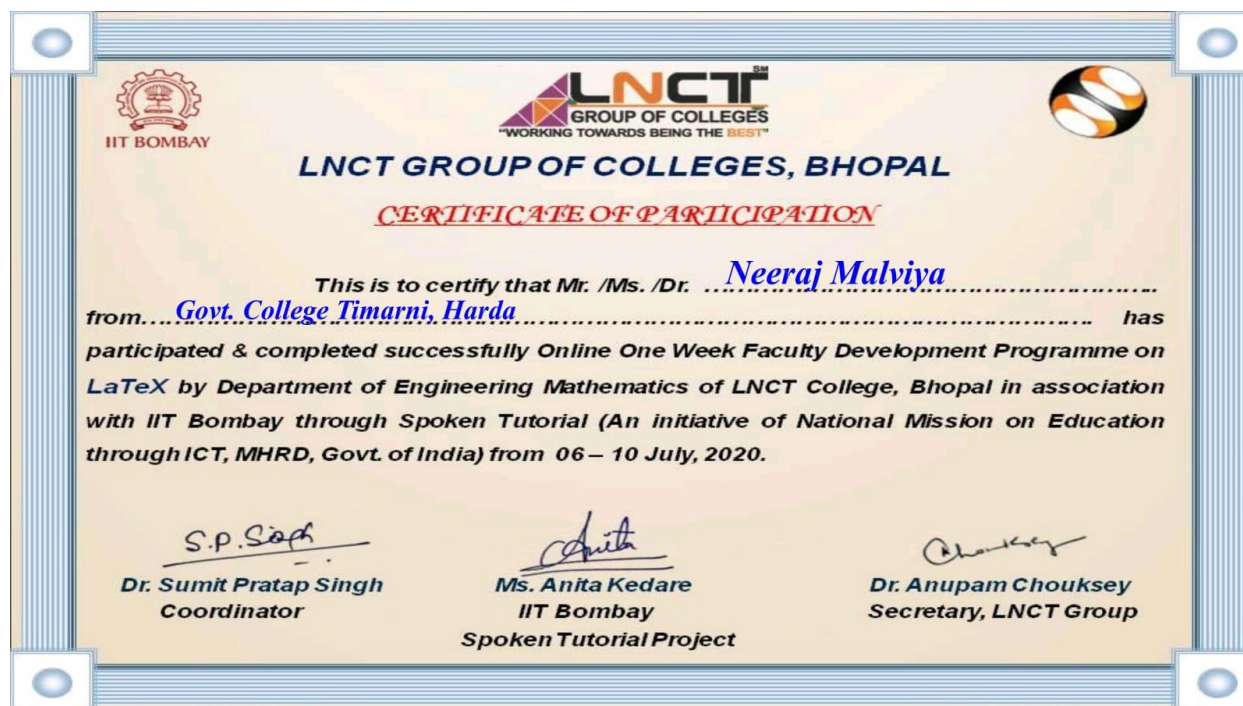 IIT BOMBAY
LNCT SM
GROUP OF COLLEGES
"WORKING TOWARDS BEING THE BEST"
LNCT GROUP OF COLLEGES, BHOPAL
CERTIFICATE OF PARTICIPATION
This is to certify that Mr. /Ms. /Dr. ... Neeraj Malviya ...
from... Govt. College Timarni, Harda ... has
participated & completed successfully Online One Week Faculty Development Programme on
LaTeX by Department of Engineering Mathematics of LNCT College, Bhopal in association
with IIT Bombay through Spoken Tutorial (An initiative of National Mission on Education
through ICT, MHRD, Govt. of India) from 06 – 10 July, 2020.
S.P. Singh Anita Chouksey
Dr. Sumit Pratap Singh Ms. Anita Kedare Dr. Anupam Chouksey
Coordinator IIT Bombay Secretary, LNCT Group
Spoken Tutorial Project